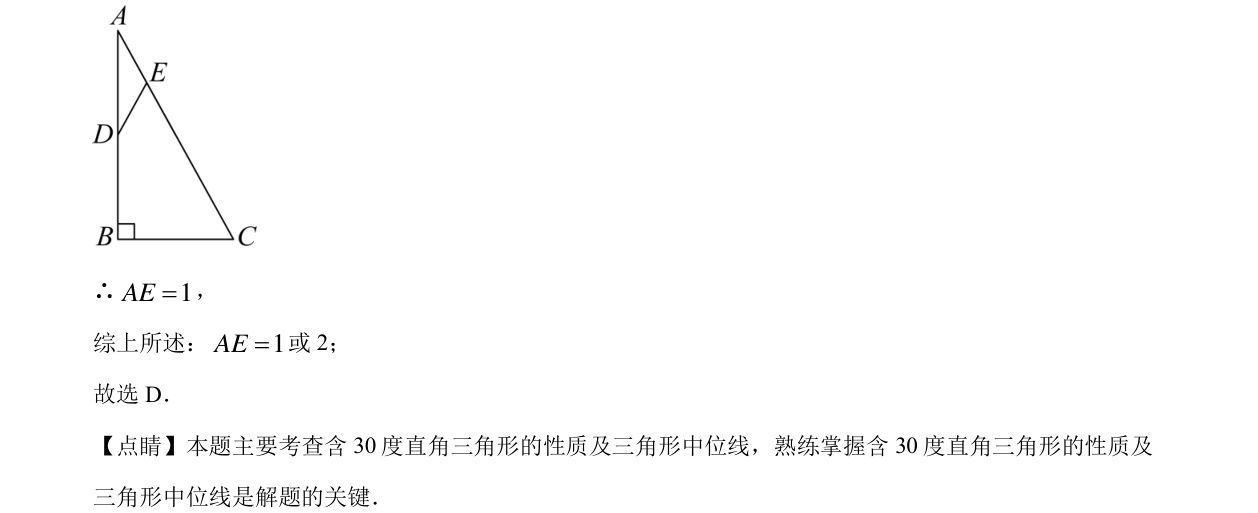 A
E
D
B
C
∴ AE=1，
综上所述： AE=1或 2；
故选 D．
【点睛】本题主要考查含 30 度直角三角形的性质及三角形中位线，熟练掌握含 30 度直角三角形的性质及
三角形中位线是解题的关键．